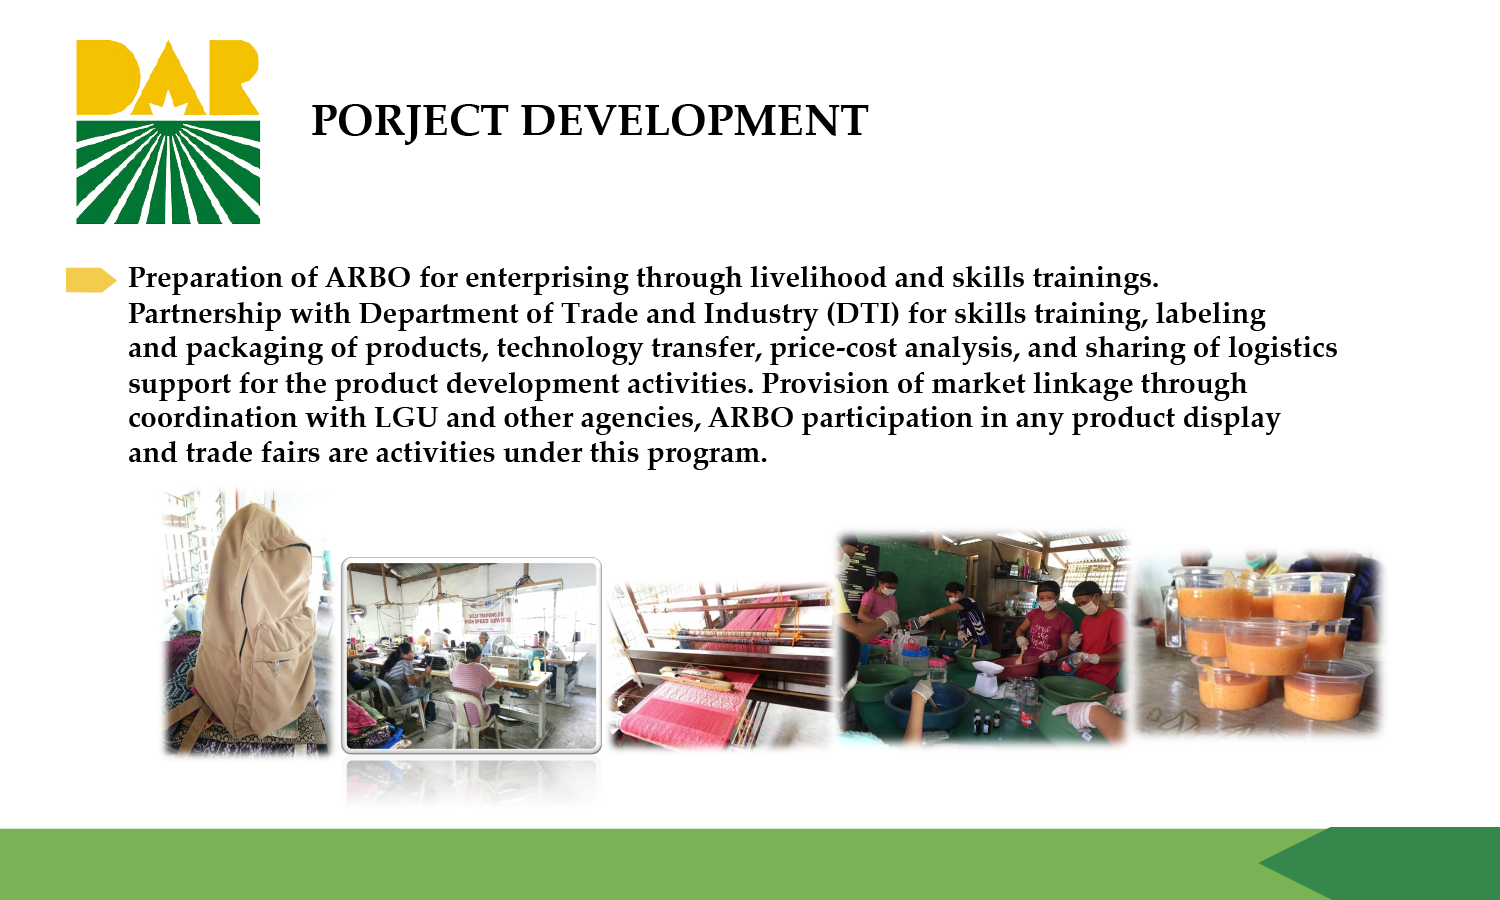 DAR
PORJECT DEVELOPMENT
Preparation of ARBO for enterprising through livelihood and skills trainings.
Partnership with Department of Trade and Industry (DTI) for skills training, labeling
and packaging of products, technology transfer, price-cost analysis, and sharing of logistics
support for the product development activities. Provision of market linkage through
coordination with LGU and other agencies, ARBO participation in any product display
and trade fairs are activities under this program.
SKILLS TRAINING ON
HIGH SPEED SEWING